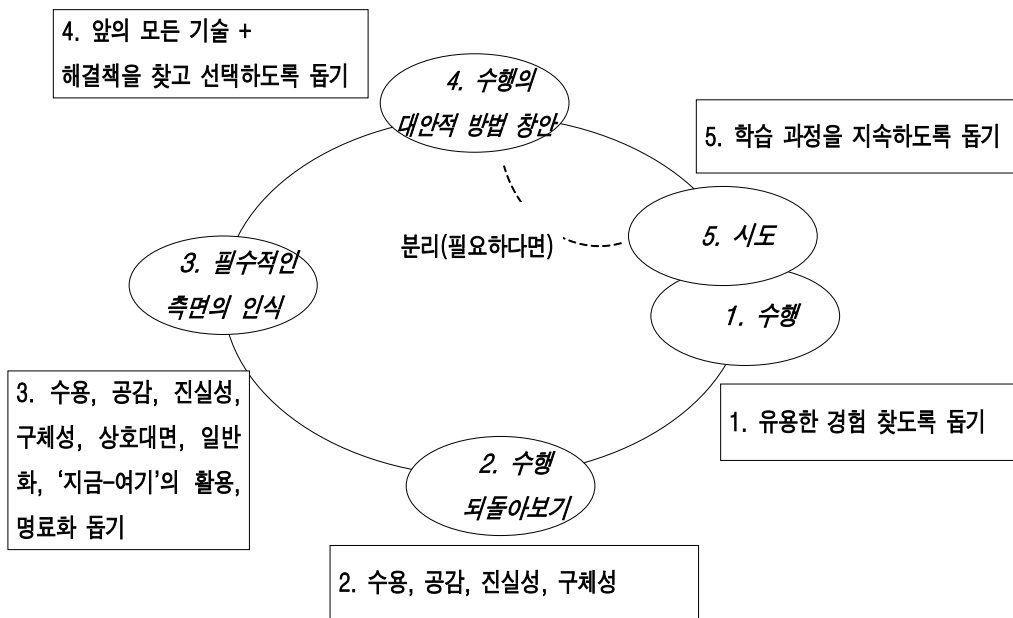 4. 앞의 모든 기술 +
해결책을 찾고 선택하도록 돕기
4. 수행의
대안적 방법 창안
5. 학습 과정을 지속하도록 돕기
분리(필요하다면)
5. 시도
3. 필수적인
측면의 인식
1. 수행
3. 수용, 공감, 진실성,
구체성, 상호대면, 일반
화, ‘지금-여기’의 활용,
명료화 돕기
1. 유용한 경험 찾도록 돕기
2. 수행
되돌아보기
2. 수용, 공감, 진실성, 구체성